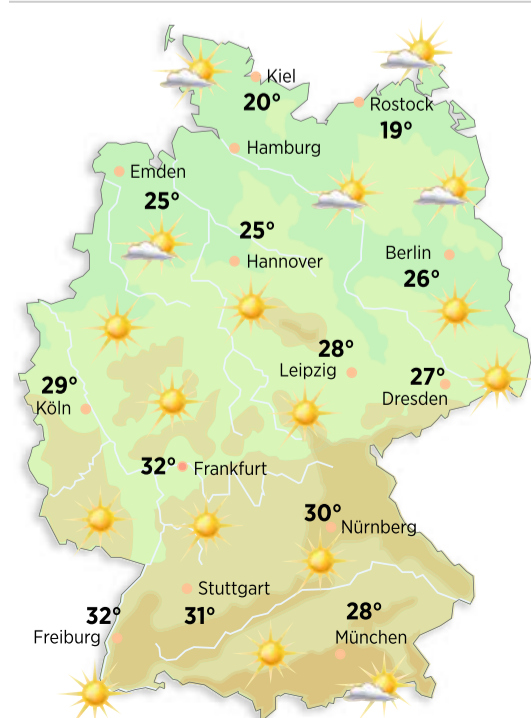 Kiel
20°
Rostock
19°
Hamburg
Emden
25°
25°
Hannover
Berlin
26°
28°
Leipzig
27°
Dresden
29°
Köln
32°
Frankfurt
30°
Nürnberg
Stuttgart
31°
32°
Freiburg
28°
München